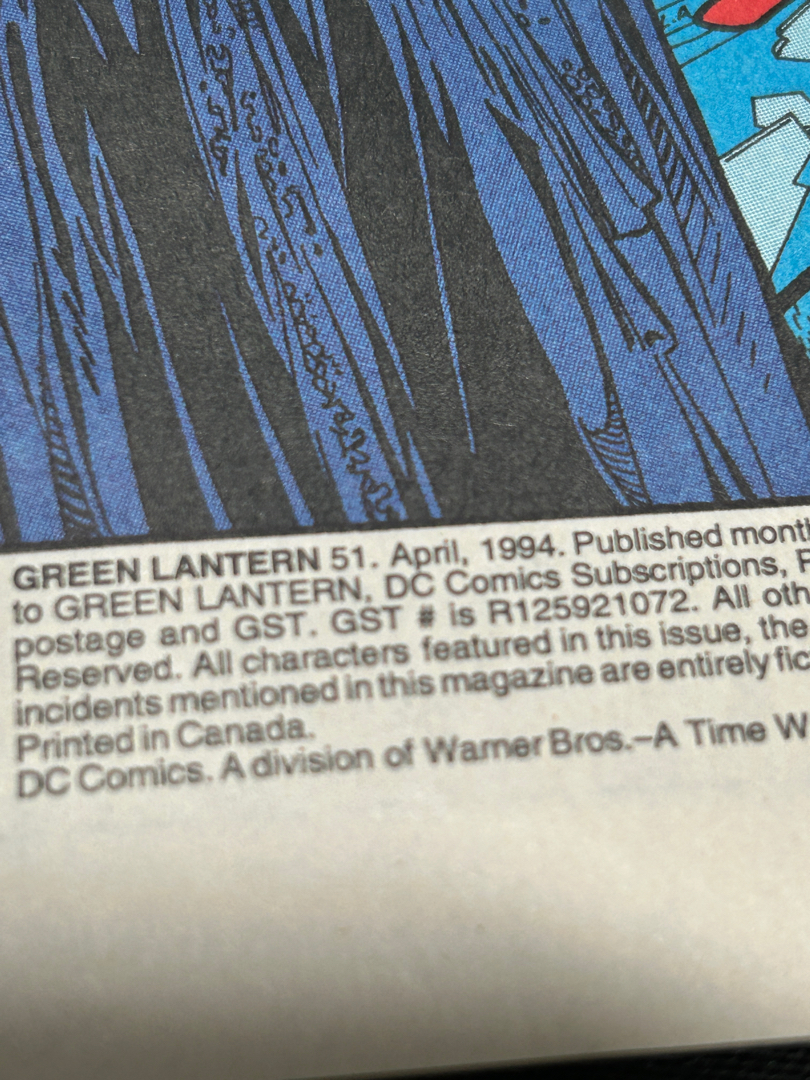 GREEN LANTERN 51. April, 1994. Published mont
to GREEN LANTERN, DC Comics Subscriptions,
postage and GST. GST # is R125921072. All oth
Reserved. All characters featured in this issue, the
incidents mentioned in this magazine are entirely fic
Printed in Canada.
DC Comics. A division of Warner Bros.–A Time W